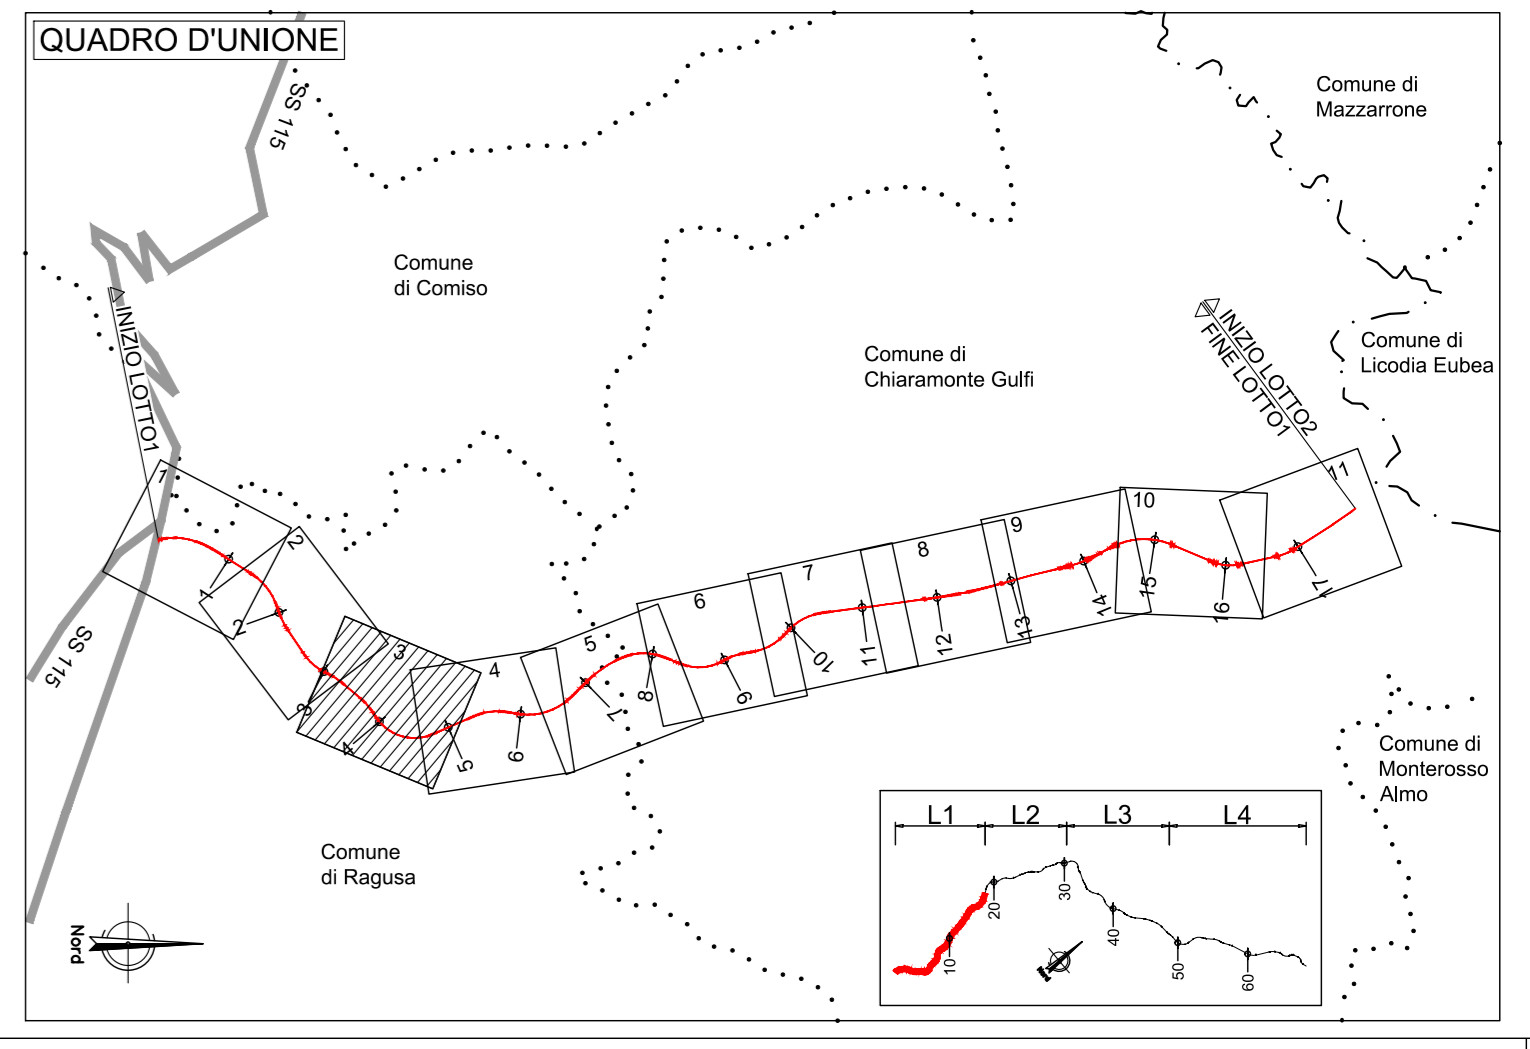 QUADRO D'UNIONE
SS 115
Comune di
Mazzarrone
Comune
di Comiso
INIZIO LOTTO1
Comune di
Chiaramonte Gulfi
INIZIO LOTTO2
FINE LOTTO1
Comune di
Licodia Eubea
1
2
3
4
5
6
7
8
9
10
11
1
2
3
4
5
6
7
8
9
10
11
12
13
14
15
16
17
SS 115
Comune di
Monterosso
Almo
Comune
di Ragusa
Nord
L1 L2 L3 L4
10
20
30
40
50
60
Nord